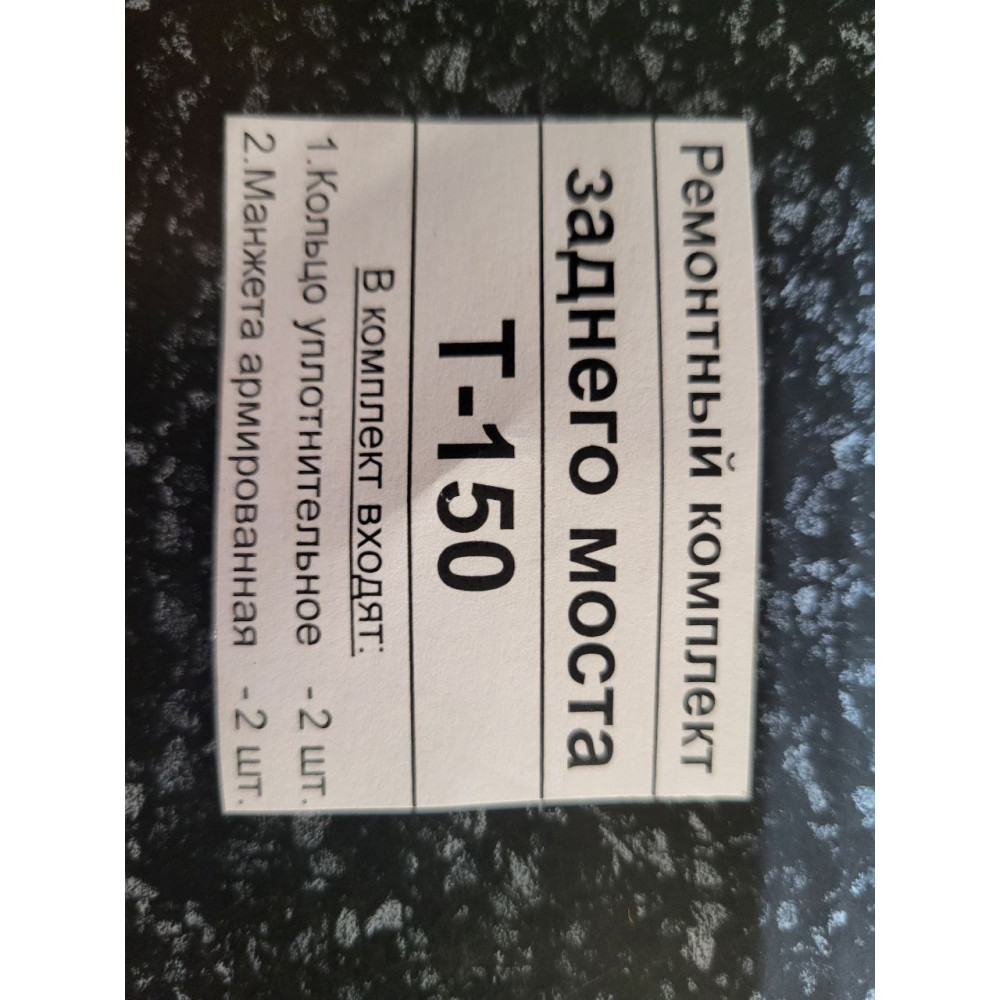 Ремонтный комплект
заднего моста
Т-150
В комплект входят:
1.Кольцо уплотнительное -2 шт.
2.Манжета армированная -2 шт.